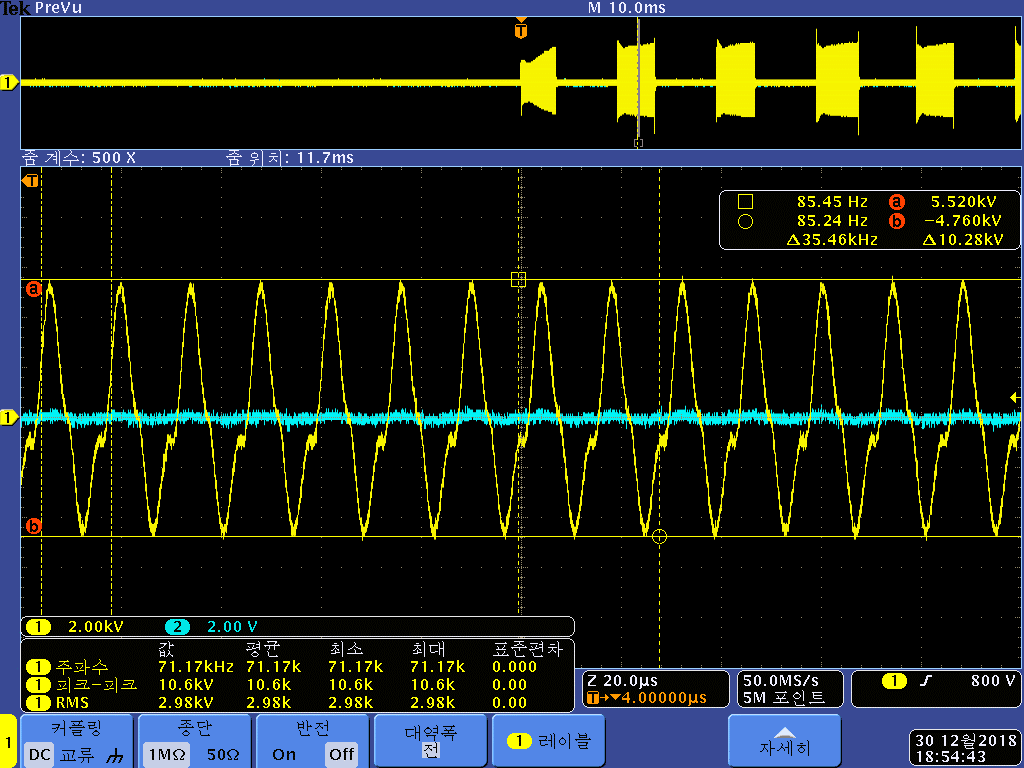 Tek PreVu M 10.0ms
T
1
줌 계수: 500 X 줌 위치: 11.7ms
T
85.45 Hz a 5.520kV
85.24 Hz b −4.760kV
Δ35.46kHz Δ10.28kV
a
1
b
1 2.00kV 2 2.00 V
값 평균 최소 최대 표준편차
1 주파수 71.17kHz 71.17k 71.17k 71.17k 0.000
1 피크−피크 10.6kV 10.6k 10.6k 10.6k 0.00
1 RMS 2.98kV 2.98k 2.98k 2.98k 0.00
Z 20.0µs
T→▼4.00000µs
50.0MS/s
5M 포인트
1 800 V
1
커플링
DC 교류
종단
1MΩ 50Ω
반전
On Off
대역폭
전
1 레이블
자세히
30 12월2018
18:54:43